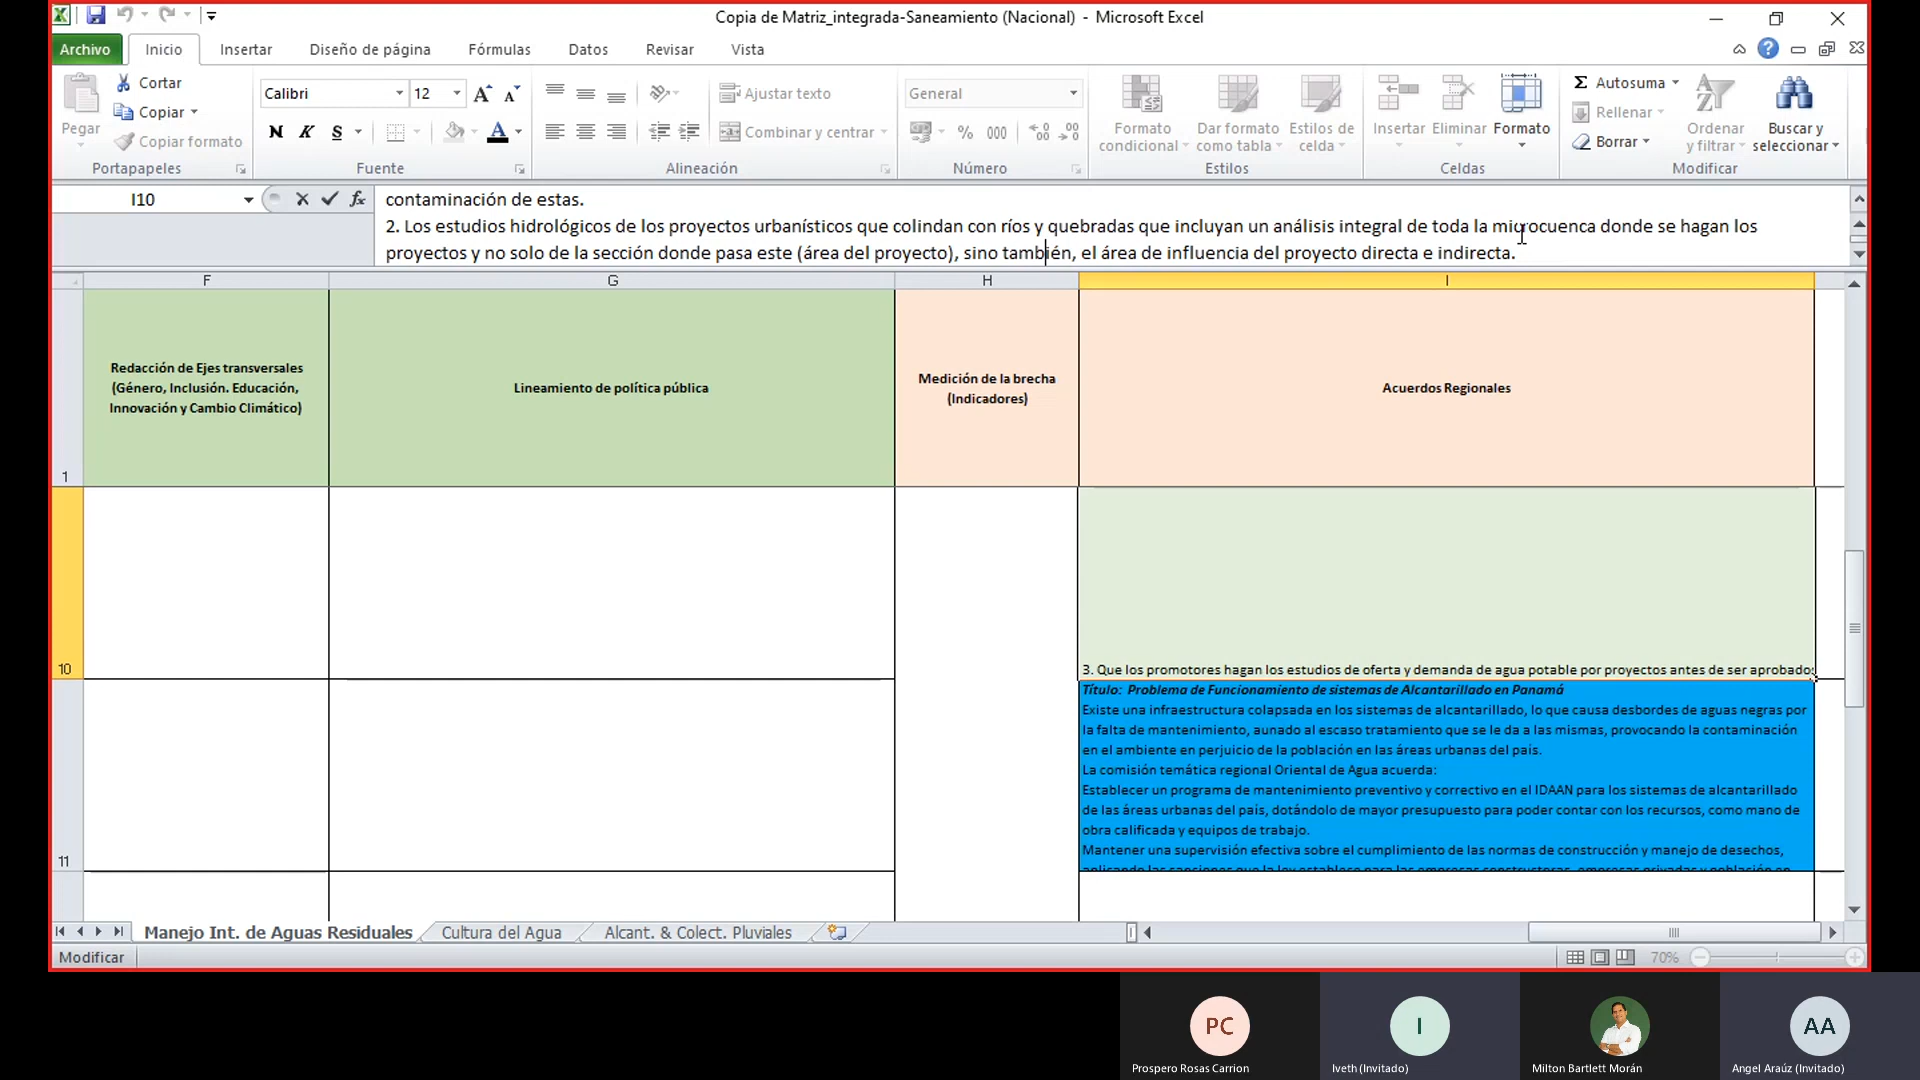 Copia de Matriz_integrada-Saneamiento (Nacional) - Microsoft Excel
Archivo Inicio Insertar Diseño de página Fórmulas Datos Revisar Vista
Pegar
Cortar
Copiar
Copiar formato
Portapapeles
Calibri 12
N K S A
Fuente
Ajustar texto
Combinar y centrar
Alineación
General
% 000
Número
Formato condicional
Dar formato como tabla
Estilos de celda
Estilos
Insertar
Eliminar
Formato
Celdas
Σ Autosuma
Rellenar
Borrar
Ordenar y filtrar
Buscar y seleccionar
Modificar
I10 fx
contaminación de estas.
2. Los estudios hidrológicos de los proyectos urbanísticos que colindan con ríos y quebradas que incluyan un análisis integral de toda la microcuenca donde se hagan los
proyectos y no solo de la sección donde pasa este (área del proyecto), sino también, el área de influencia del proyecto directa e indirecta.
F G H I
Redacción de Ejes transversales
(Género, Inclusión. Educación,
Innovación y Cambio Climático)
Lineamiento de política pública
Medición de la brecha
(Indicadores)
Acuerdos Regionales
1
10
3. Que los promotores hagan los estudios de oferta y demanda de agua potable por proyectos antes de ser aprobados
Título: Problema de Funcionamiento de sistemas de Alcantarillado en Panamá
Existe una infraestructura colapsada en los sistemas de alcantarillado, lo que causa desbordes de aguas negras por
la falta de mantenimiento, aunado al escaso tratamiento que se le da a las mismas, provocando la contaminación
en el ambiente en perjuicio de la población en las áreas urbanas del país.
La comisión temática regional Oriental de Agua acuerda:
Establecer un programa de mantenimiento preventivo y correctivo en el IDAAN para los sistemas de alcantarillado
de las áreas urbanas del país, dotándolo de mayor presupuesto para poder contar con los recursos, como mano de
obra calificada y equipos de trabajo.
Mantener una supervisión efectiva sobre el cumplimiento de las normas de construcción y manejo de desechos,
11
Manejo Int. de Aguas Residuales Cultura del Agua Alcant. & Colect. Pluviales
Modificar 70%
PC I AA
Prospero Rosas Carrion Iveth (Invitado) Milton Bartlett Morán Angel Araúz (Invitado)